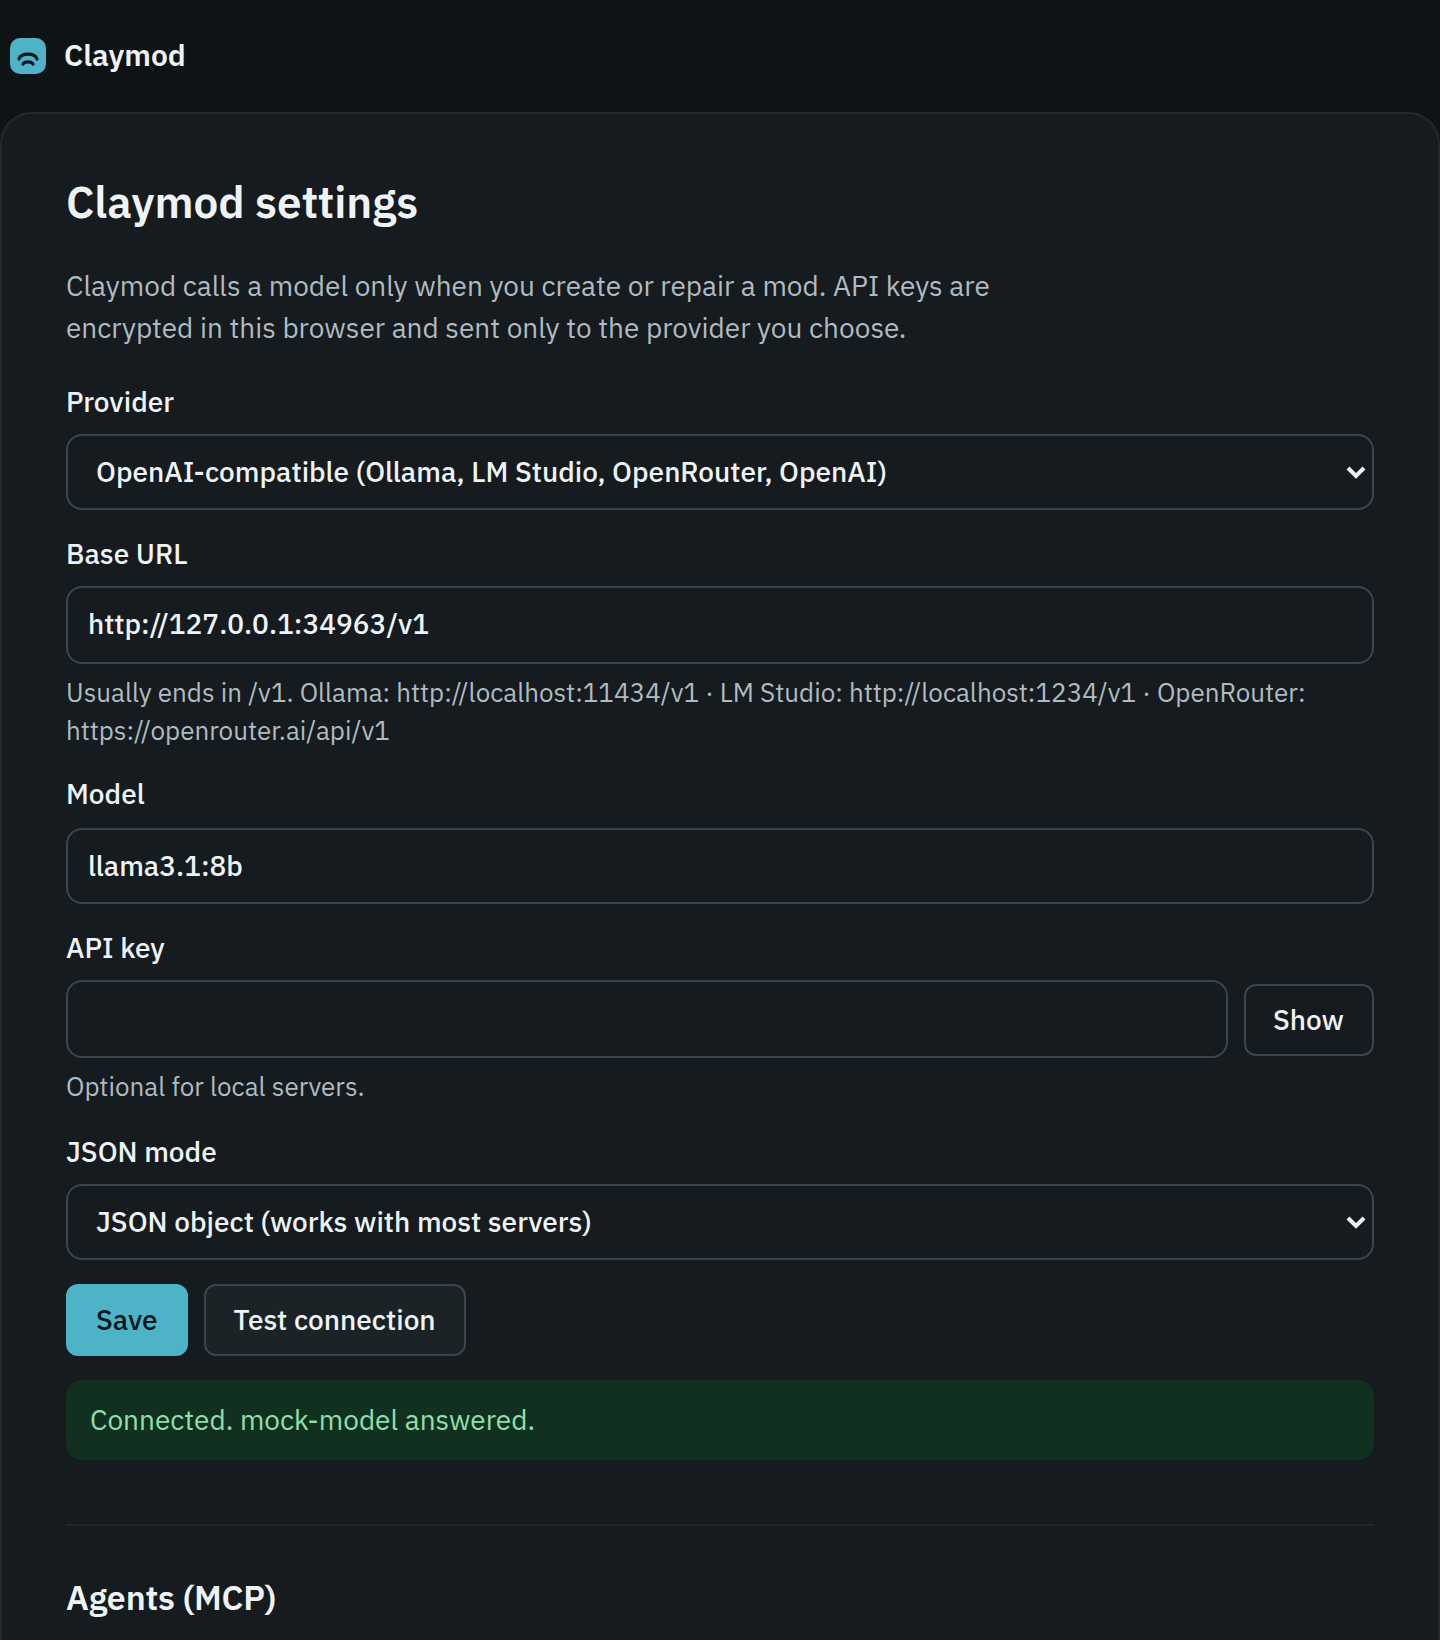 Claymod
Claymod settings
Claymod calls a model only when you create or repair a mod. API keys are
encrypted in this browser and sent only to the provider you choose.
Provider
OpenAI-compatible (Ollama, LM Studio, OpenRouter, OpenAI)
Base URL
http://127.0.0.1:34963/v1
Usually ends in /v1. Ollama: http://localhost:11434/v1 · LM Studio: http://localhost:1234/v1 · OpenRouter:
https://openrouter.ai/api/v1
Model
llama3.1:8b
API key
Show
Optional for local servers.
JSON mode
JSON object (works with most servers)
Save
Test connection
Connected. mock-model answered.
Agents (MCP)